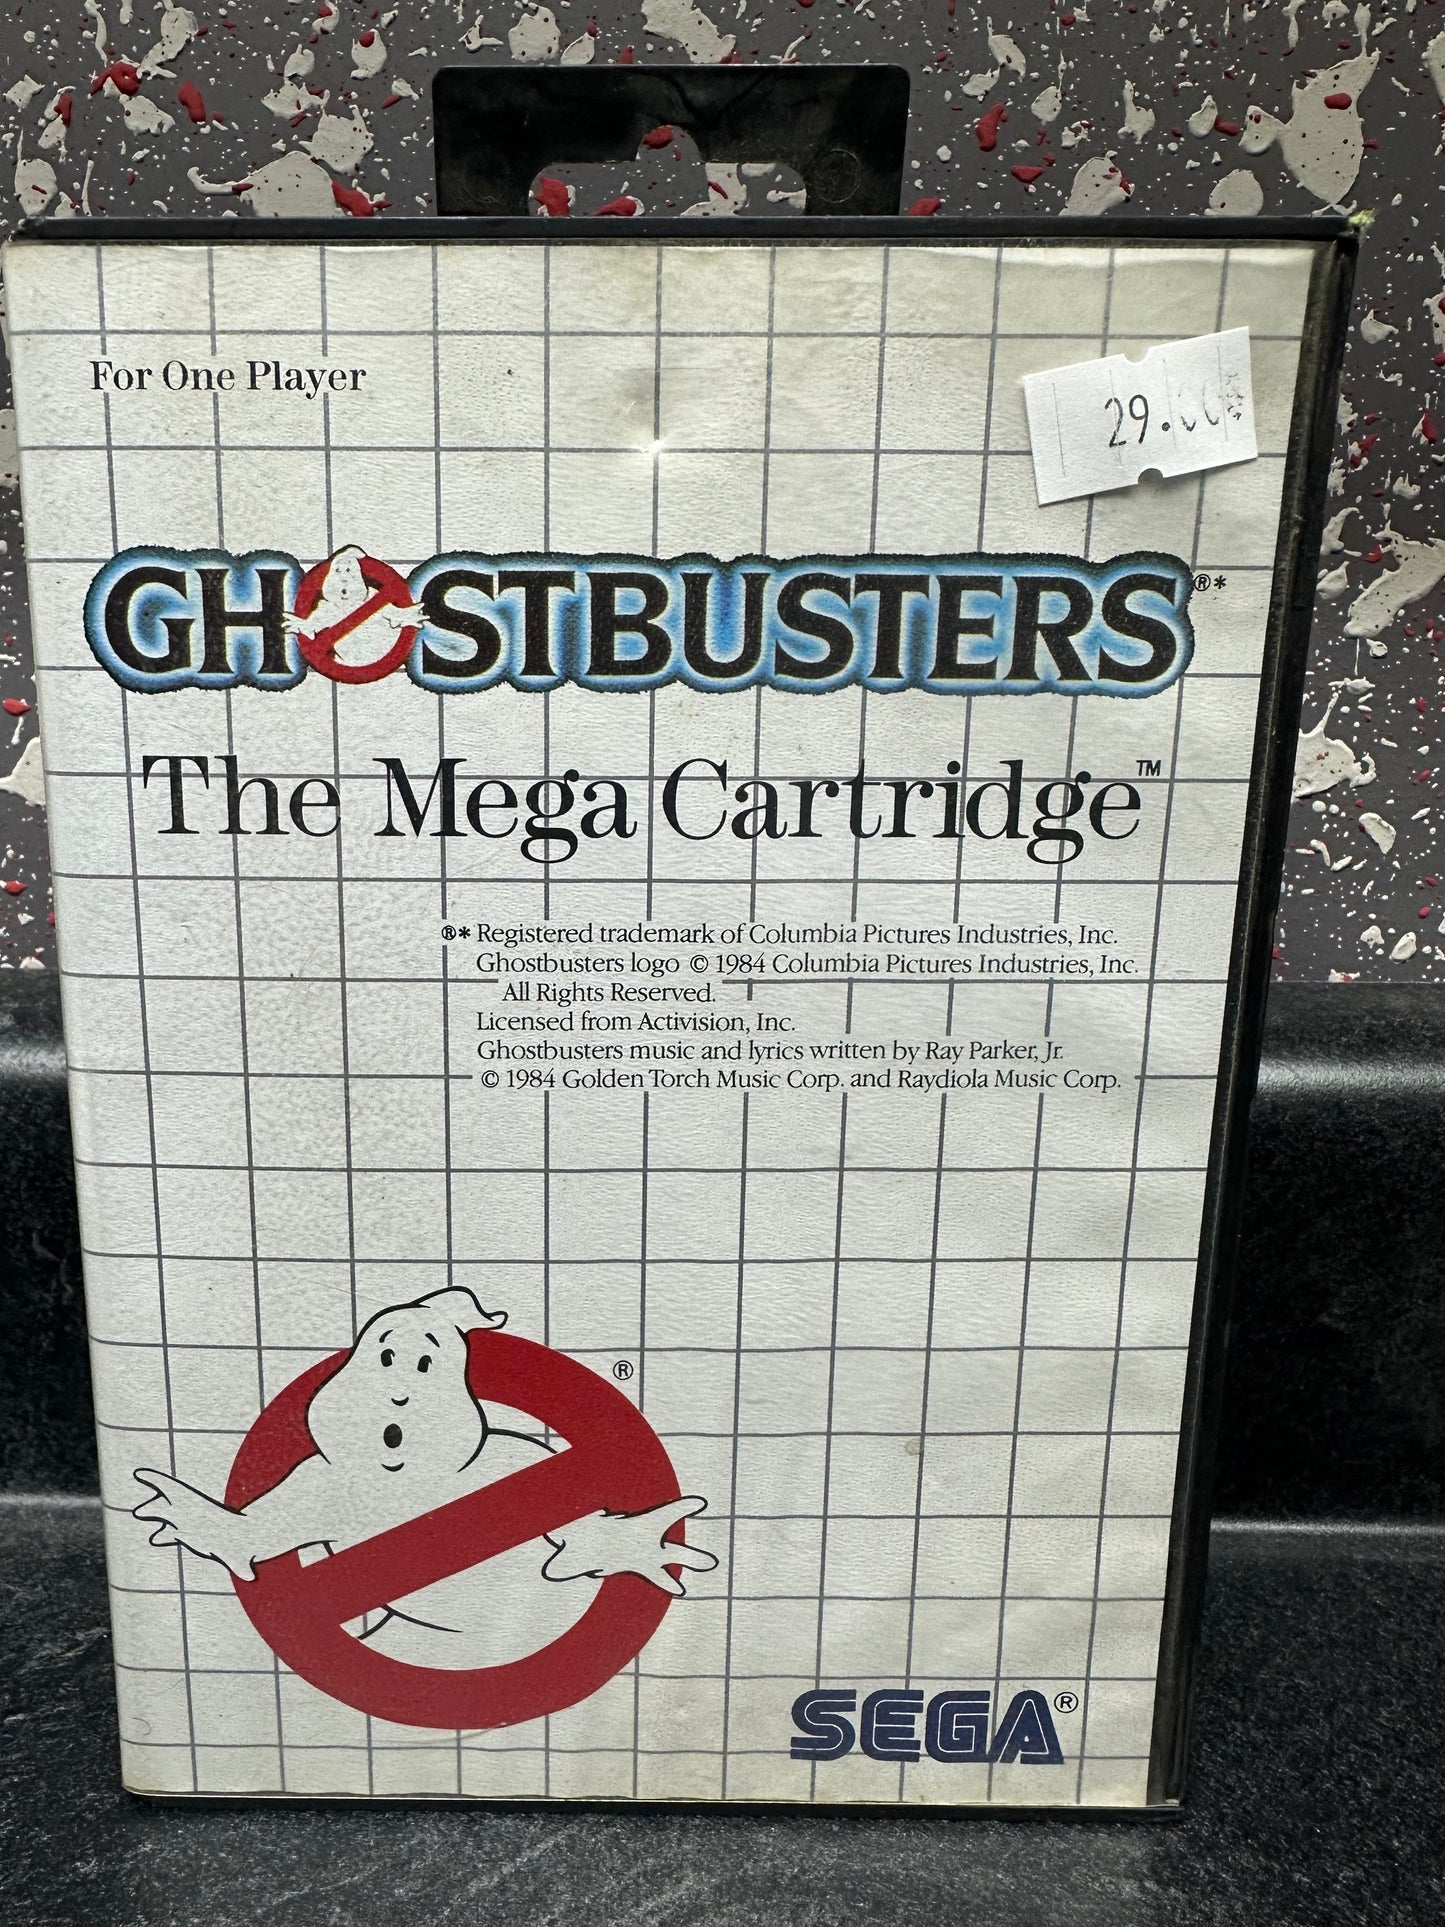 For One Player
29.
GHOSTBUSTERS®*
The Mega Cartridge™
®* Registered trademark of Columbia Pictures Industries, Inc.
Ghostbusters logo © 1984 Columbia Pictures Industries, Inc.
All Rights Reserved.
Licensed from Activision, Inc.
Ghostbusters music and lyrics written by Ray Parker, Jr.
© 1984 Golden Torch Music Corp. and Raydiola Music Corp.
®
SEGA®